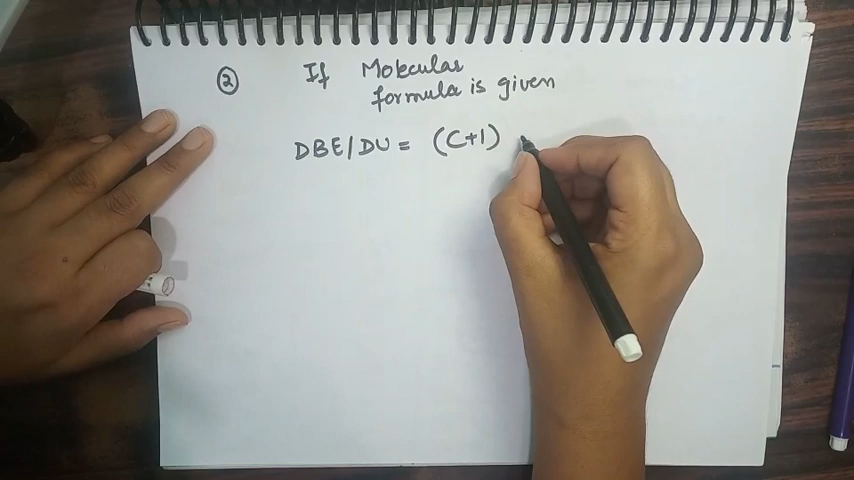 ② If Molecular
formula is given
DBE/DU = (C+1)